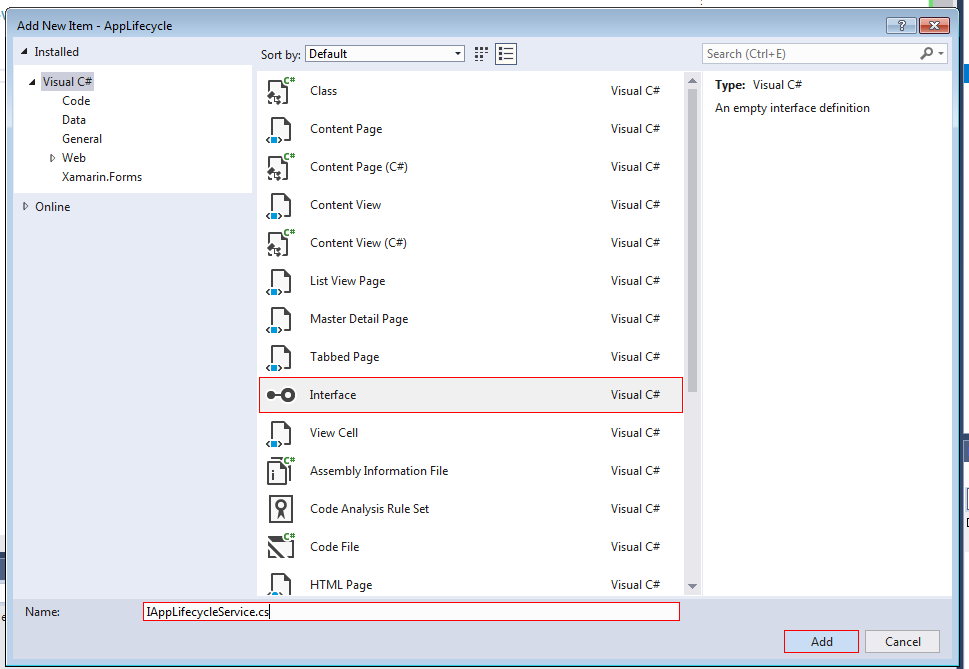 Add New Item - AppLifecycle
Installed
Sort by: Default
Search (Ctrl+E)
Visual C#
Code
Data
General
Web
Xamarin.Forms
Online
Class Visual C#
Content Page Visual C#
Content Page (C#) Visual C#
Content View Visual C#
Content View (C#) Visual C#
List View Page Visual C#
Master Detail Page Visual C#
Tabbed Page Visual C#
Interface Visual C#
View Cell Visual C#
Assembly Information File Visual C#
Code Analysis Rule Set Visual C#
Code File Visual C#
HTML Page Visual C#
Type: Visual C#
An empty interface definition
Name: IAppLifecycleService.cs
Add Cancel